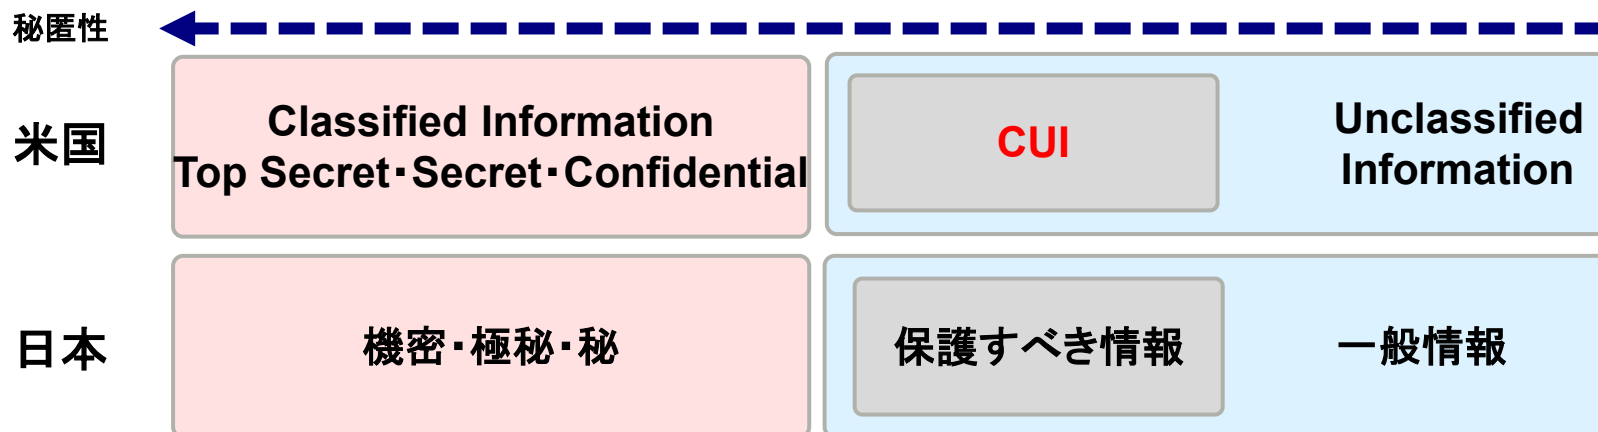 秘匿性
米国
Classified Information
Top Secret･Secret･Confidential
CUI
Unclassified
Information
日本
機密･極秘･秘
保護すべき情報
一般情報